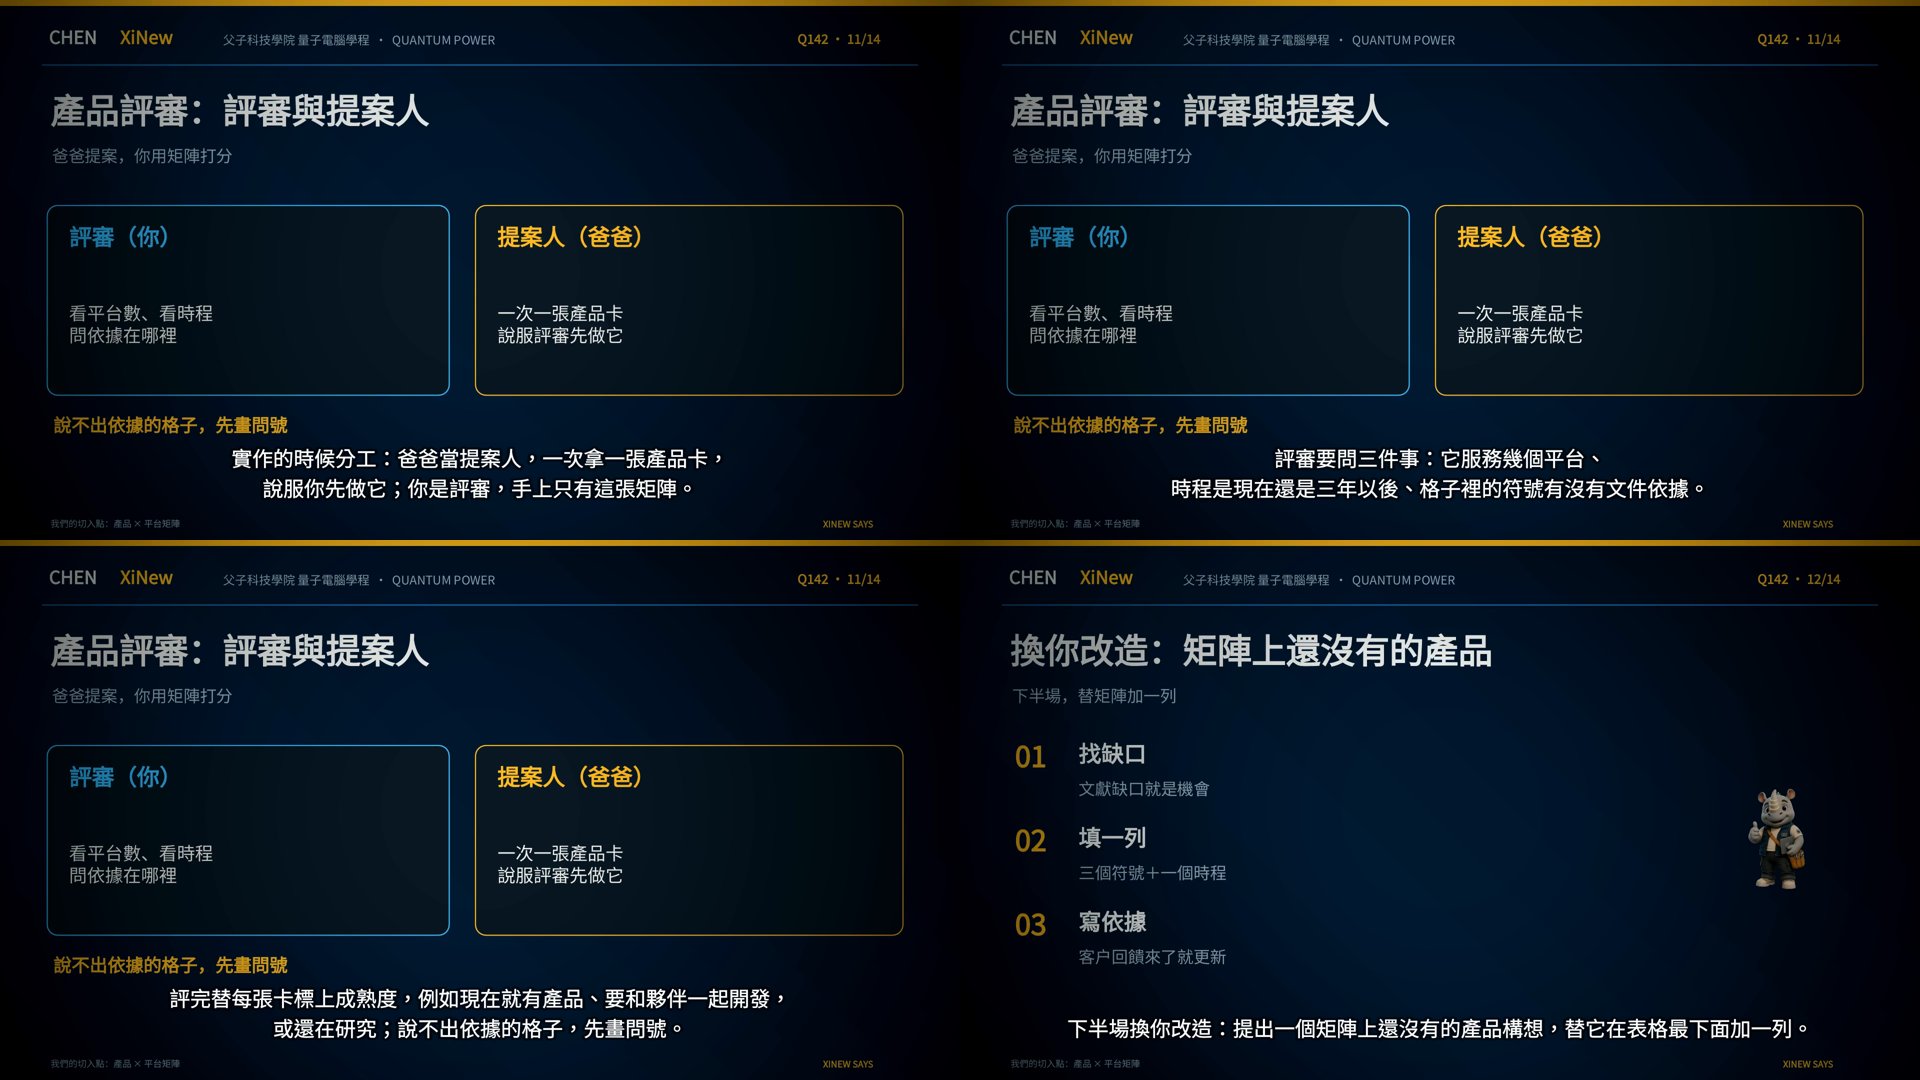 CHEN XiNew 父子科技學院 量子電腦學程 · QUANTUM POWER Q142 · 11/14
產品評審：評審與提案人
爸爸提案，你用矩陣打分
評審（你）
看平台數、看時程
問依據在哪裡
提案人（爸爸）
一次一張產品卡
說服評審先做它
說不出依據的格子，先畫問號
實作的時候分工：爸爸當提案人，一次拿一張產品卡，
說服你先做它；你是評審，手上只有這張矩陣。
我們的切入點：產品 × 平台矩陣 XINEW SAYS
CHEN XiNew 父子科技學院 量子電腦學程 · QUANTUM POWER Q142 · 11/14
產品評審：評審與提案人
爸爸提案，你用矩陣打分
評審（你）
看平台數、看時程
問依據在哪裡
提案人（爸爸）
一次一張產品卡
說服評審先做它
說不出依據的格子，先畫問號
評審要問三件事：它服務幾個平台、
時程是現在還是三年以後、格子裡的符號有沒有文件依據。
我們的切入點：產品 × 平台矩陣 XINEW SAYS
CHEN XiNew 父子科技學院 量子電腦學程 · QUANTUM POWER Q142 · 11/14
產品評審：評審與提案人
爸爸提案，你用矩陣打分
評審（你）
看平台數、看時程
問依據在哪裡
提案人（爸爸）
一次一張產品卡
說服評審先做它
說不出依據的格子，先畫問號
評完替每張卡標上成熟度，例如現在就有產品、要和夥伴一起開發，
或還在研究；說不出依據的格子，先畫問號。
我們的切入點：產品 × 平台矩陣 XINEW SAYS
CHEN XiNew 父子科技學院 量子電腦學程 · QUANTUM POWER Q142 · 12/14
換你改造：矩陣上還沒有的產品
下半場，替矩陣加一列
01 找缺口
文獻缺口就是機會
02 填一列
三個符號＋一個時程
03 寫依據
客户回饋來了就更新
下半場換你改造：提出一個矩陣上還沒有的產品構想，替它在表格最下面加一列。
我們的切入點：產品 × 平台矩陣 XINEW SAYS